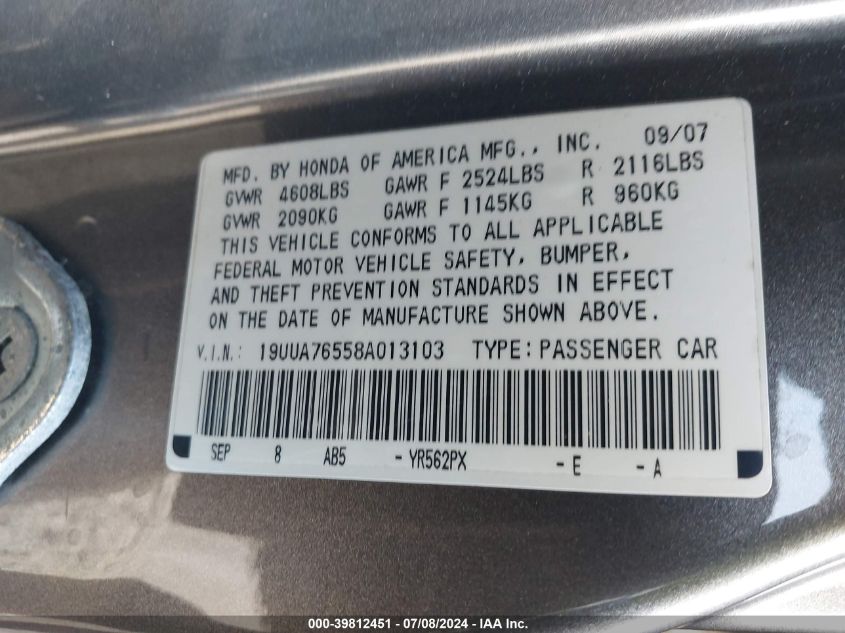 MFD. BY HONDA OF AMERICA MFG., INC. 09/07
GVWR 4608LBS GAWR F 2524LBS R 2116LBS
GVWR 2090KG GAWR F 1145KG R 960KG
THIS VEHICLE CONFORMS TO ALL APPLICABLE
FEDERAL MOTOR VEHICLE SAFETY, BUMPER,
AND THEFT PREVENTION STANDARDS IN EFFECT
ON THE DATE OF MANUFACTURE SHOWN ABOVE.
V.I.N.: 19UUA76558A013103 TYPE: PASSENGER CAR
SEP 8 AB5 - YR562PX - E - A
000-39812451 - 07/08/2024 - IAA Inc.